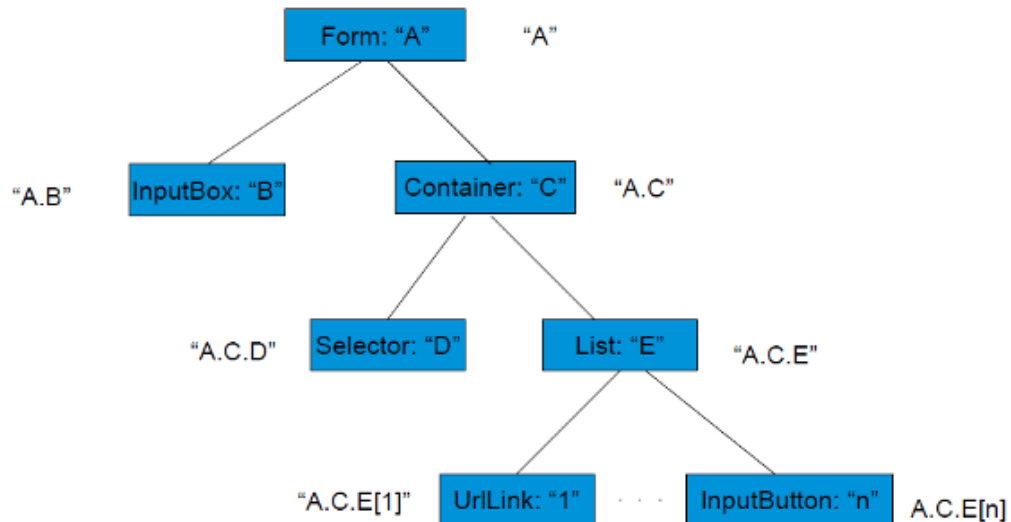 Form: “A” “A”
“A.B” InputBox: “B” Container: “C” “A.C”
“A.C.D” Selector: “D” List: “E” “A.C.E”
“A.C.E[1]” UrlLink: “1” . . . InputButton: “n” A.C.E[n]